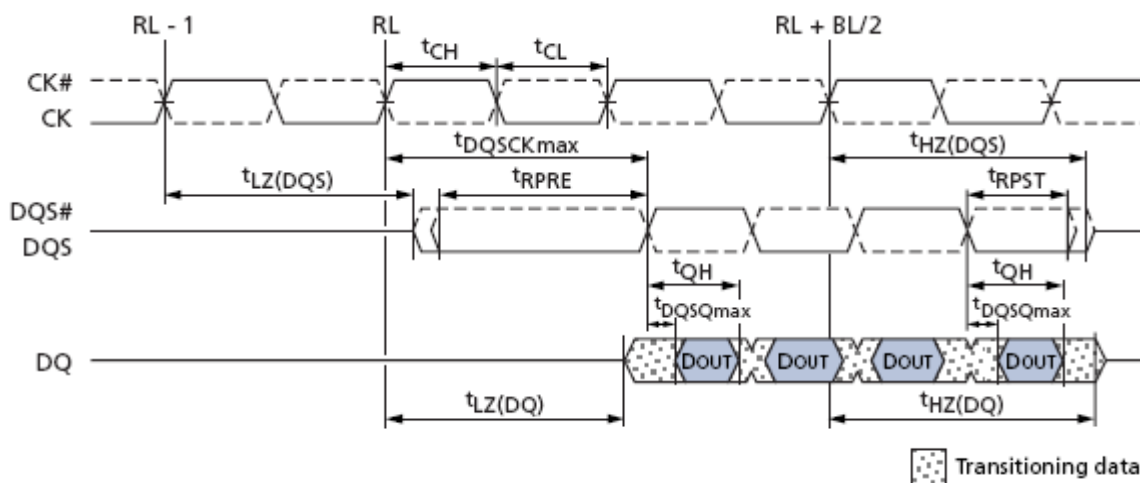 RL - 1 RL RL + BL/2
tCH tCL
CK#
CK
tDQSCKmax tHZ(DQS)
tLZ(DQS) tRPRE tRPST
DQS#
DQS
tQH tQH
tDQSQmax tDQSQmax
DQ DOUT DOUT DOUT DOUT
tLZ(DQ) tHZ(DQ)
Transitioning data